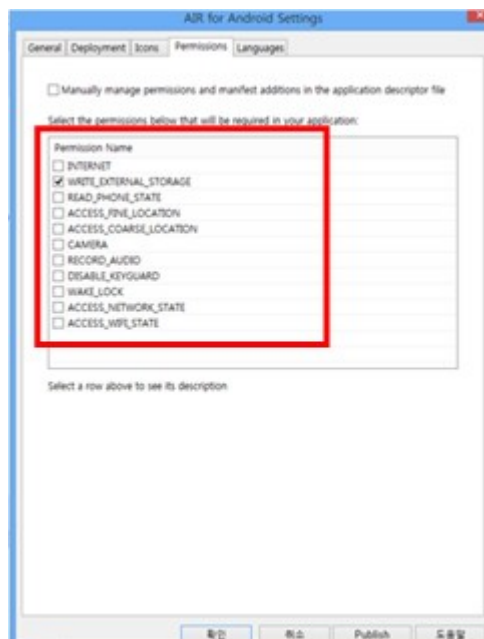 AIR for Android Settings
General Deployment Icons Permissions Languages
Manually manage permissions and manifest additions in the application descriptor file
Select the permissions below that will be required in your application:
Permission Name
INTERNET
WRITE_EXTERNAL_STORAGE
READ_PHONE_STATE
ACCESS_FINE_LOCATION
ACCESS_COARSE_LOCATION
CAMERA
RECORD_AUDIO
DISABLE_KEYGUARD
WAKE_LOCK
ACCESS_NETWORK_STATE
ACCESS_WIFI_STATE
Select a row above to see its description
확인 취소 Publish 도움말